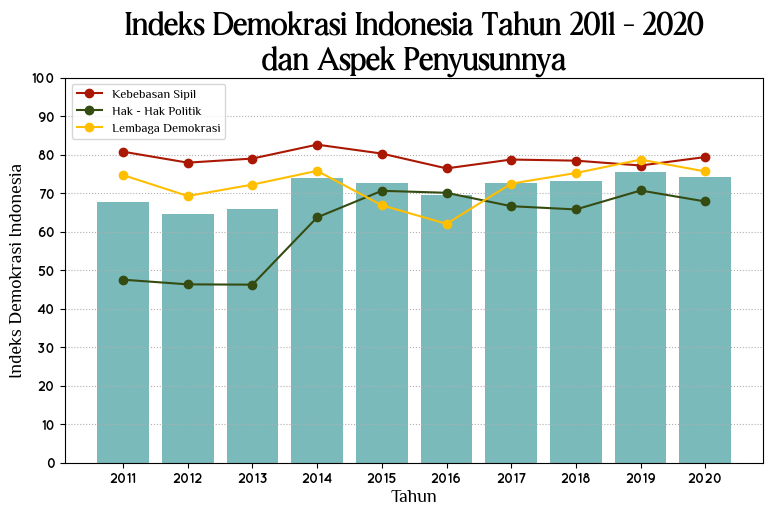 Indeks Demokrasi Indonesia Tahun 2011 - 2020
dan Aspek Penyusunnya
Kebebasan Sipil
Hak - Hak Politik
Lembaga Demokrasi
Indeks Demokrasi Indonesia
100
90
80
70
60
50
40
30
20
10
0
2011 2012 2013 2014 2015 2016 2017 2018 2019 2020
Tahun